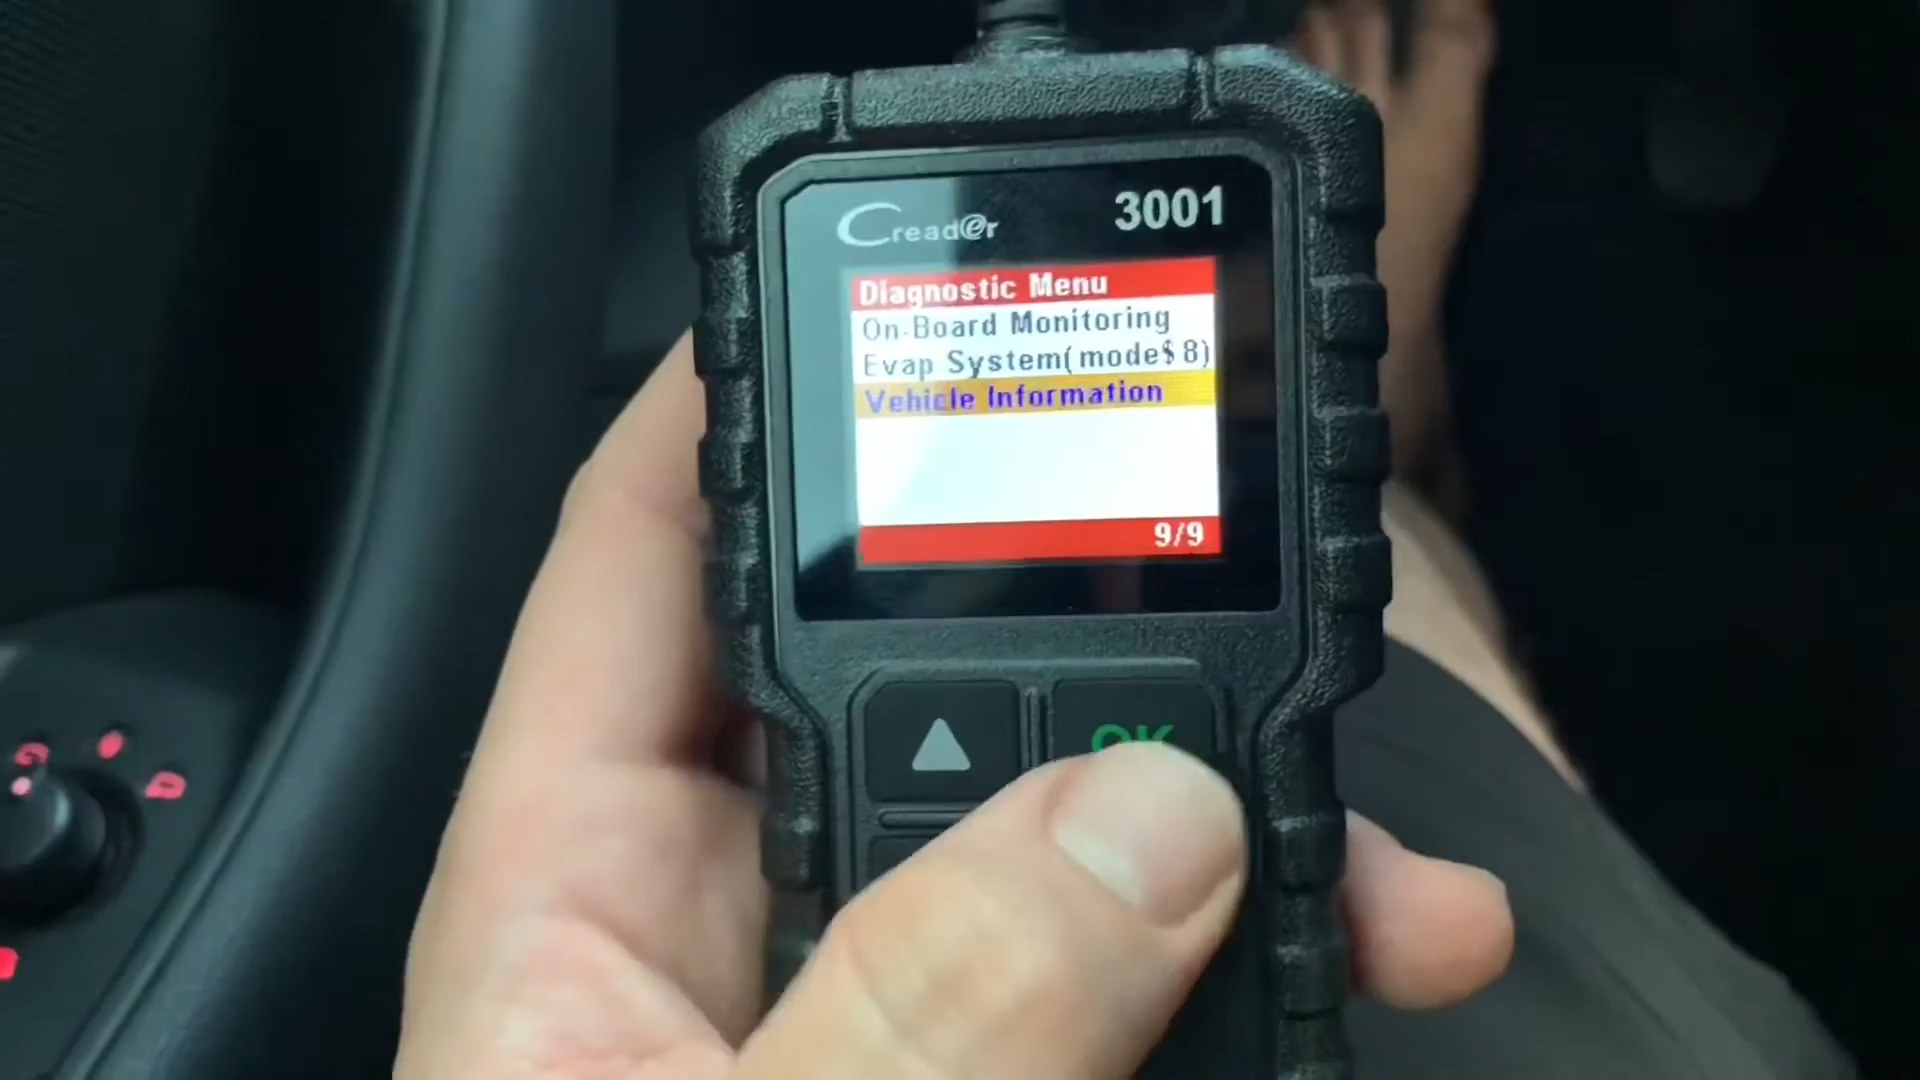 Creader 3001
Diagnostic Menu
On-Board Monitoring
Evap System(mode$8)
Vehicle Information
9/9
OK